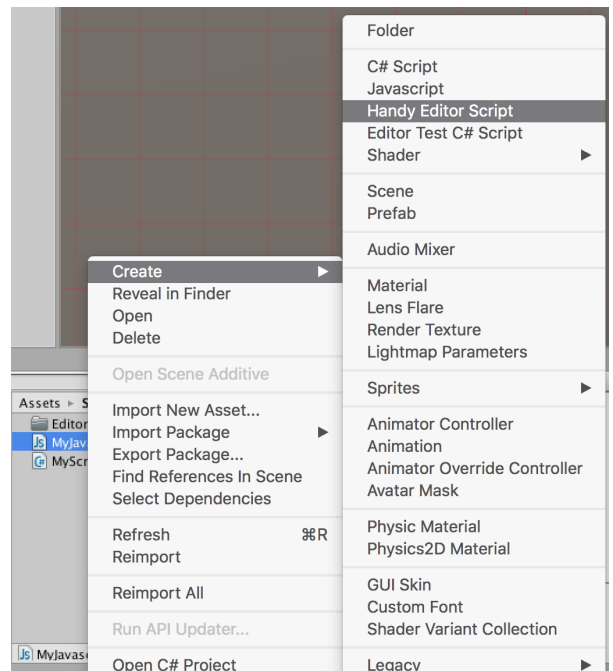 Folder
C# Script
Javascript
Handy Editor Script
Editor Test C# Script
Shader
Scene
Prefab
Audio Mixer
Material
Lens Flare
Render Texture
Lightmap Parameters
Sprites
Animator Controller
Animation
Animator Override Controller
Avatar Mask
Physic Material
Physics2D Material
GUI Skin
Custom Font
Shader Variant Collection
Legacy
Create
Reveal in Finder
Open
Delete
Open Scene Additive
Import New Asset...
Import Package
Export Package...
Find References In Scene
Select Dependencies
Refresh ⌘R
Reimport
Reimport All
Run API Updater...
Open C# Project
Assets
Editor